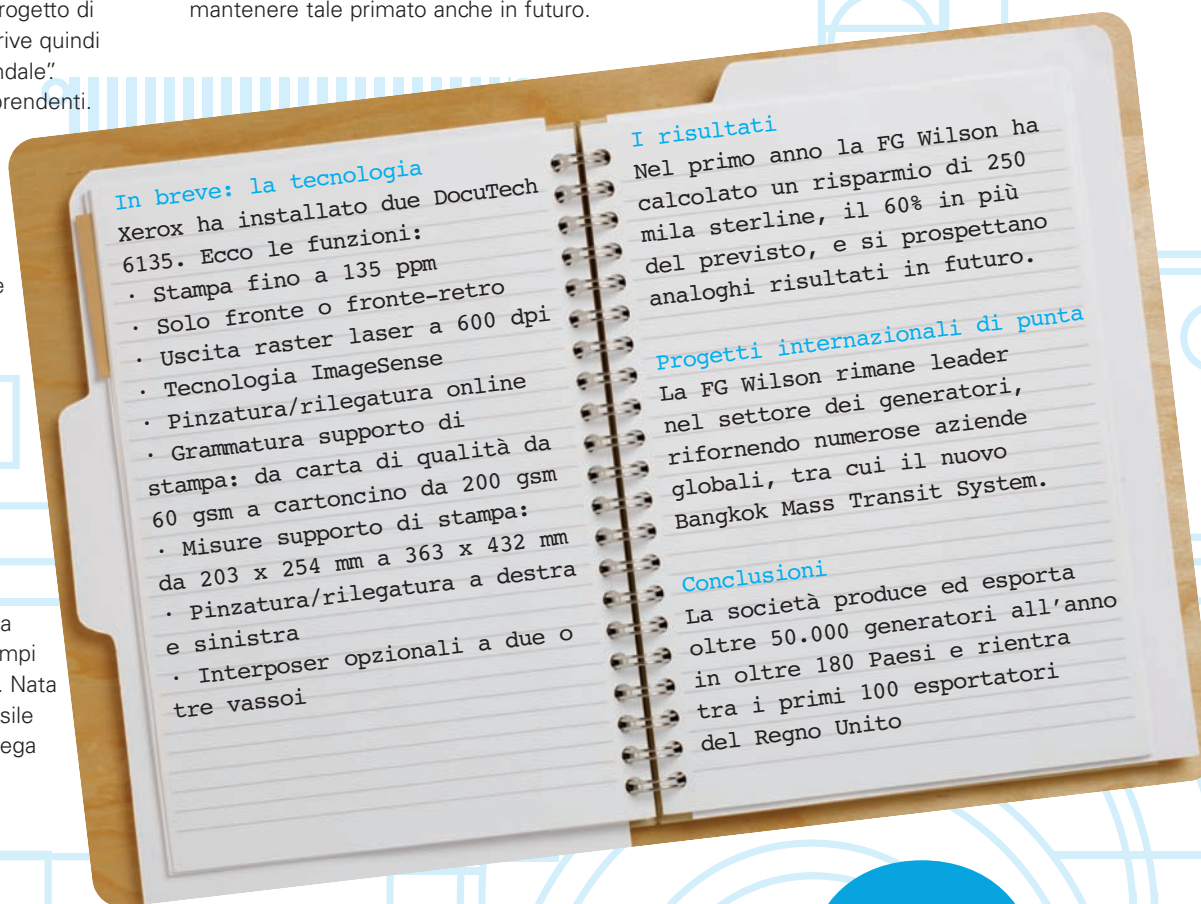 rogetto di
rive quindi
ndale”.
prendenti.
mantenere tale primato anche in futuro.
e
a
mpi
. Nata
sile
ega
In breve: la tecnologia
Xerox ha installato due DocuTech
6135. Ecco le funzioni:
· Stampa fino a 135 ppm
· Solo fronte o fronte-retro
· Uscita raster laser a 600 dpi
· Tecnologia ImageSense
· Pinzatura/rilegatura online
· Grammatura supporto di
stampa: da carta di qualità da
60 gsm a cartoncino da 200 gsm
· Misure supporto di stampa:
da 203 x 254 mm a 363 x 432 mm
· Pinzatura/rilegatura a destra
e sinistra
· Interposer opzionali a due o
tre vassoi
I risultati
Nel primo anno la FG Wilson ha
calcolato un risparmio di 250
mila sterline, il 60% in più
del previsto, e si prospettano
analoghi risultati in futuro.
Progetti internazionali di punta
La FG Wilson rimane leader
nel settore dei generatori,
rifornendo numerose aziende
globali, tra cui il nuovo
Bangkok Mass Transit System.
Conclusioni
La società produce ed esporta
oltre 50.000 generatori all’anno
in oltre 180 Paesi e rientra
tra i primi 100 esportatori
del Regno Unito